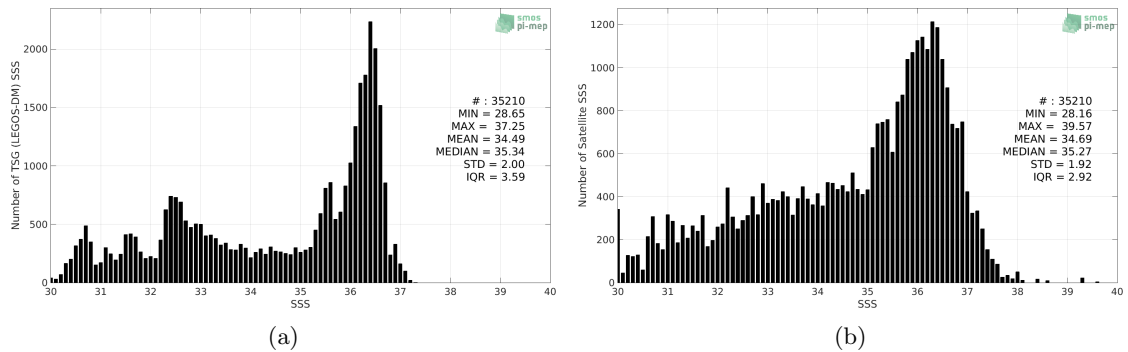 smos
pi-mep
Number of TSG (LEGOS-DM) SSS
2000
1500
1000
500
0
# : 35210
MIN = 28.65
MAX = 37.25
MEAN = 34.49
MEDIAN = 35.34
STD = 2.00
IQR = 3.59
30 31 32 33 34 35 36 37 38 39 40
SSS
(a)
smos
pi-mep
Number of Satellite SSS
1200
1000
800
600
400
200
0
# : 35210
MIN = 28.16
MAX = 39.57
MEAN = 34.69
MEDIAN = 35.27
STD = 1.92
IQR = 2.92
30 31 32 33 34 35 36 37 38 39 40
SSS
(b)